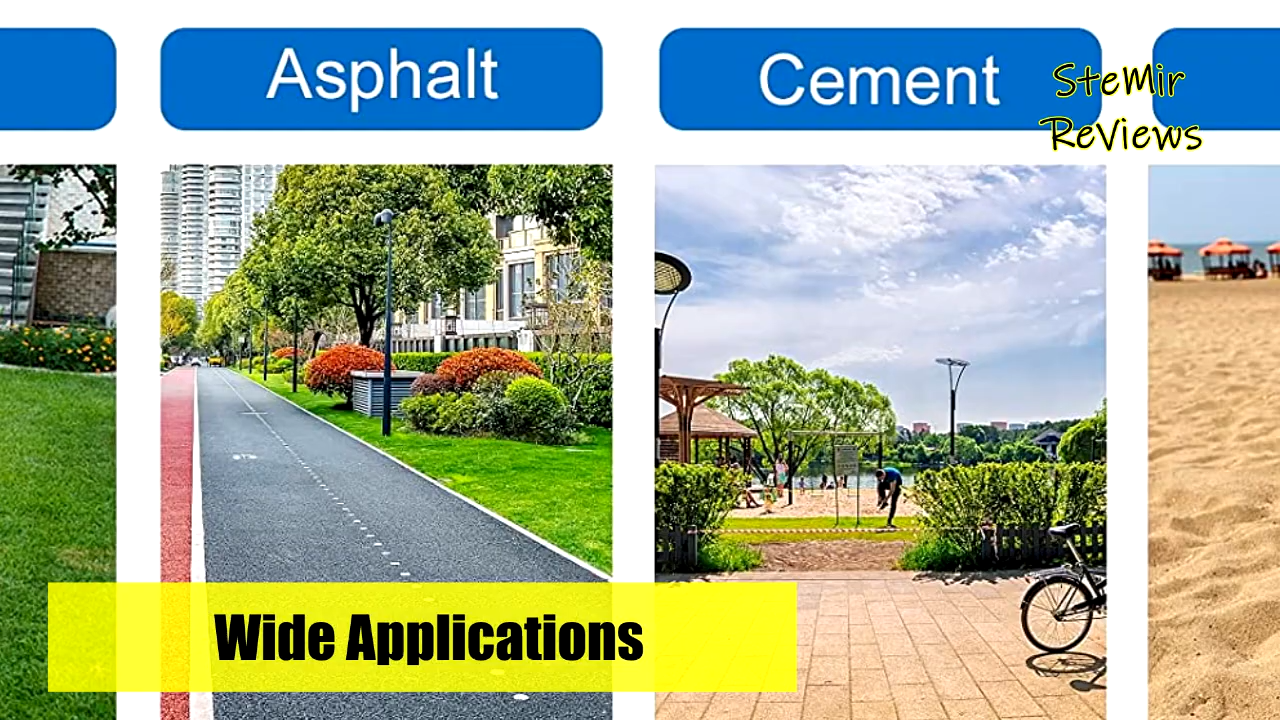 Asphalt
Cement
SteMir
ReViews
Wide Applications